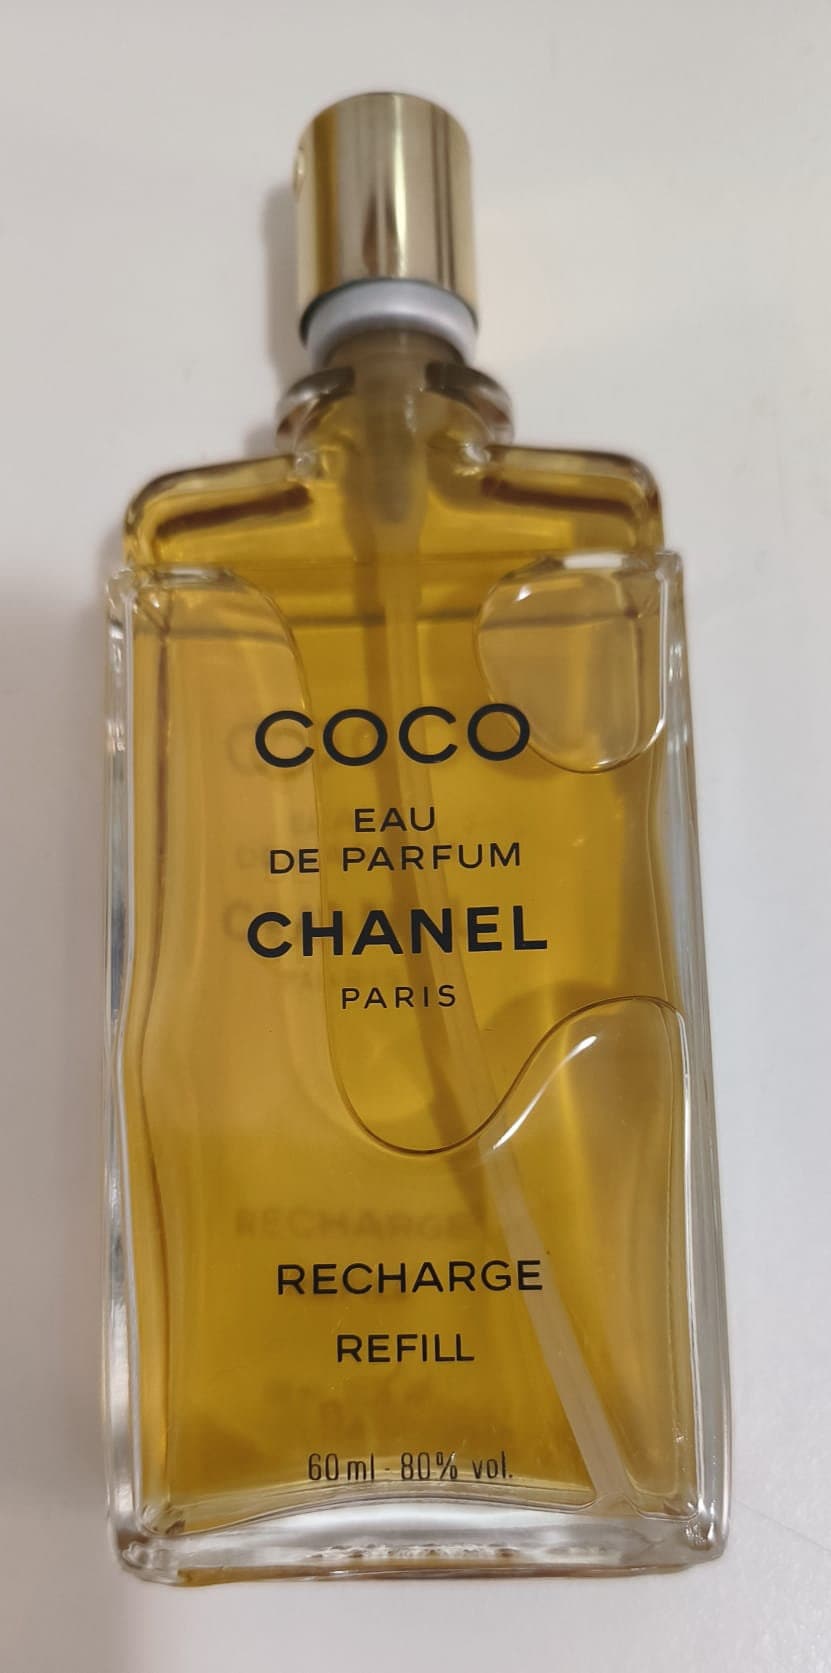 COCO
EAU
DE PARFUM
CHANEL
PARIS
RECHARGE
REFILL
60 ml - 80% vol.